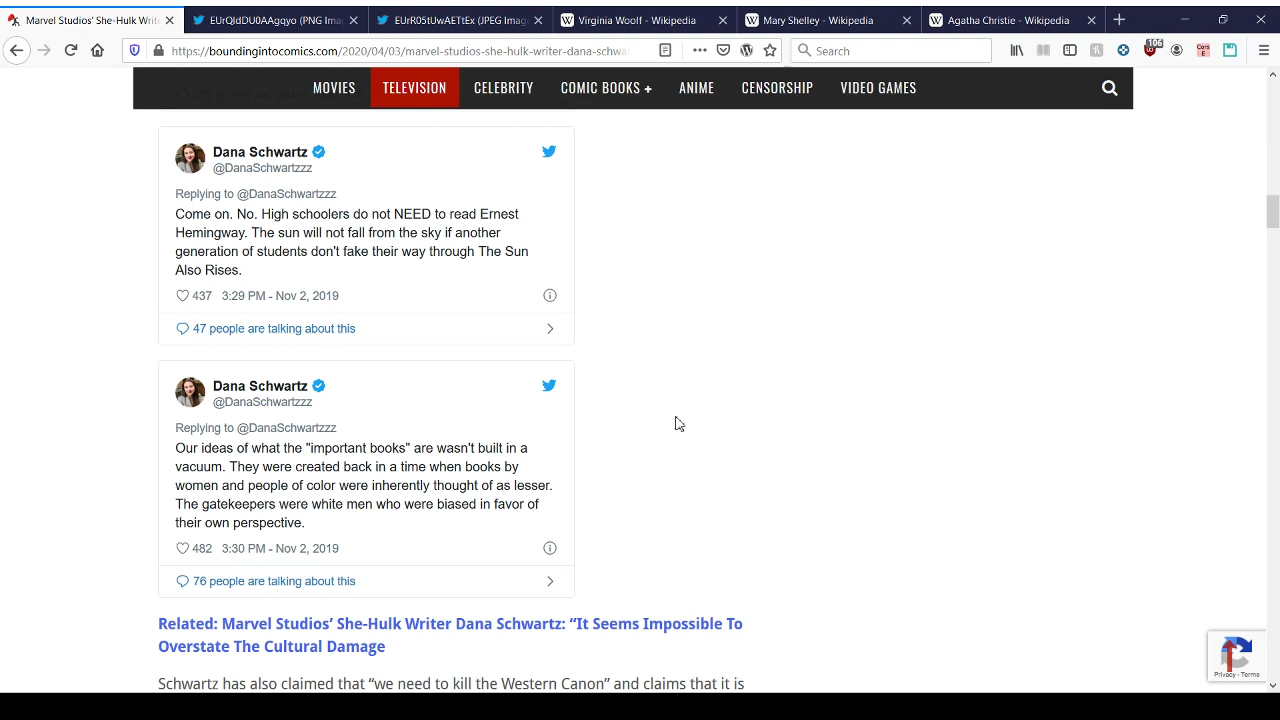 Marvel Studios' She-Hulk Write
EUrQIdDU0AAgqyo (PNG Imag
EUrR05tUwAETtEx (JPEG Image
Virginia Woolf - Wikipedia
Mary Shelley - Wikipedia
Agatha Christie - Wikipedia
https://boundingintocomics.com/2020/04/03/marvel-studios-she-hulk-writer-dana-schwa
Search
106
MOVIES
TELEVISION
CELEBRITY
COMIC BOOKS +
ANIME
CENSORSHIP
VIDEO GAMES
Dana Schwartz
@DanaSchwartzzz
Replying to @DanaSchwartzzz
Come on. No. High schoolers do not NEED to read Ernest
Hemingway. The sun will not fall from the sky if another
generation of students don't fake their way through The Sun
Also Rises.
437 3:29 PM - Nov 2, 2019
47 people are talking about this
Dana Schwartz
@DanaSchwartzzz
Replying to @DanaSchwartzzz
Our ideas of what the "important books" are wasn't built in a
vacuum. They were created back in a time when books by
women and people of color were inherently thought of as lesser.
The gatekeepers were white men who were biased in favor of
their own perspective.
482 3:30 PM - Nov 2, 2019
76 people are talking about this
Related: Marvel Studios' She-Hulk Writer Dana Schwartz: “It Seems Impossible To
Overstate The Cultural Damage
Schwartz has also claimed that “we need to kill the Western Canon” and claims that it is
Privacy - Terms